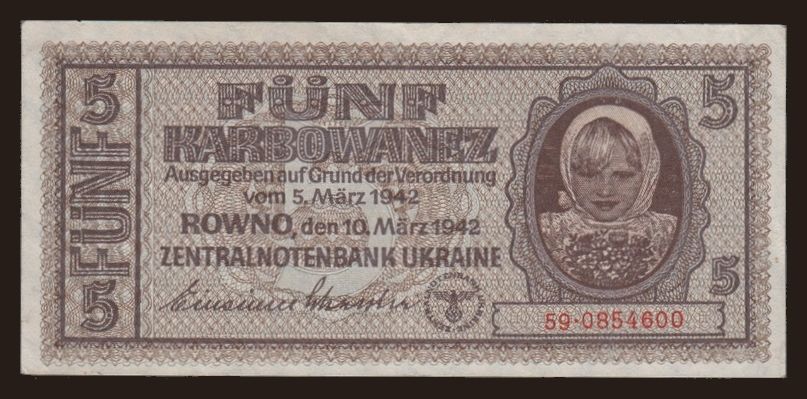 5 FÜNF 5
FÜNF
KARBOWANEZ
Ausgegeben auf Grund der Verordnung
vom 5. März 1942
ROWNO, den 10. März 1942
ZENTRALNOTENBANK UKRAINE
5
5
59·0854600